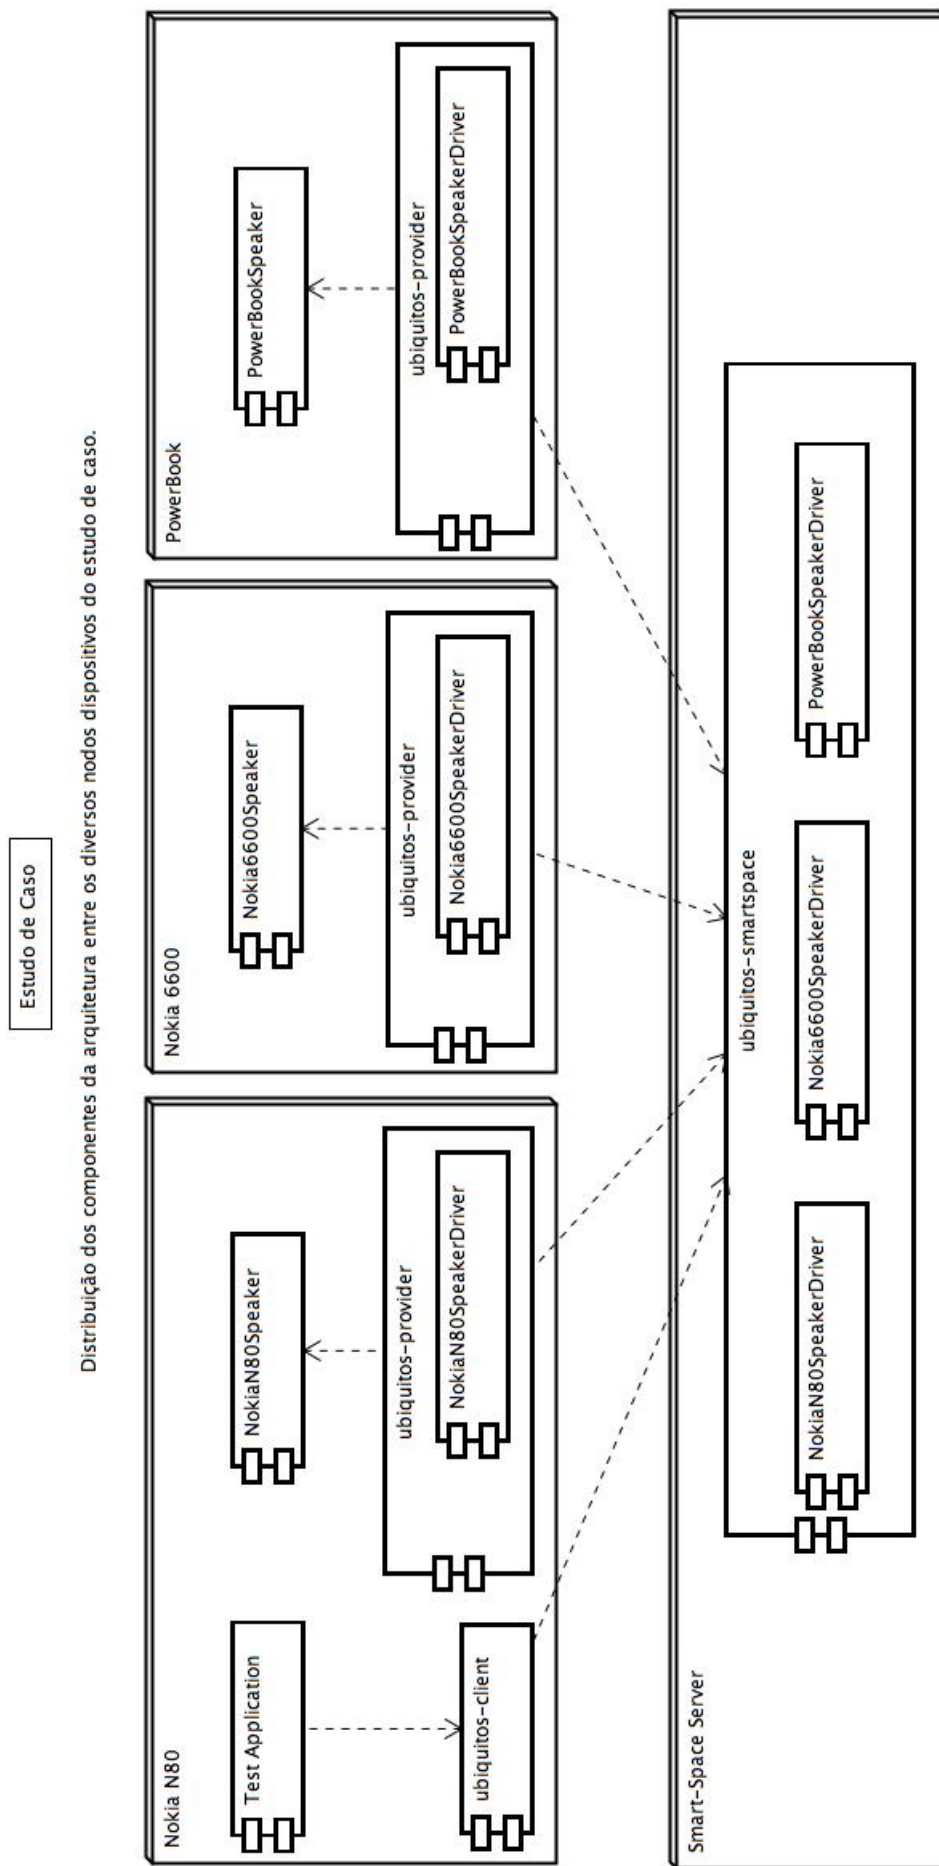 Estudo de Caso
Distribuição dos componentes da arquitetura entre os diversos nodos dispositivos do estudo de caso.
Nokia N80
Test Application
NokiaN80Speaker
ubiquitos-provider
NokiaN80SpeakerDriver
ubiquitos-client
Nokia 6600
Nokia6600Speaker
ubiquitos-provider
Nokia6600SpeakerDriver
PowerBook
PowerBookSpeaker
ubiquitos-provider
PowerBookSpeakerDriver
Smart-Space Server
ubiquitos-smartspace
NokiaN80SpeakerDriver
Nokia6600SpeakerDriver
PowerBookSpeakerDriver